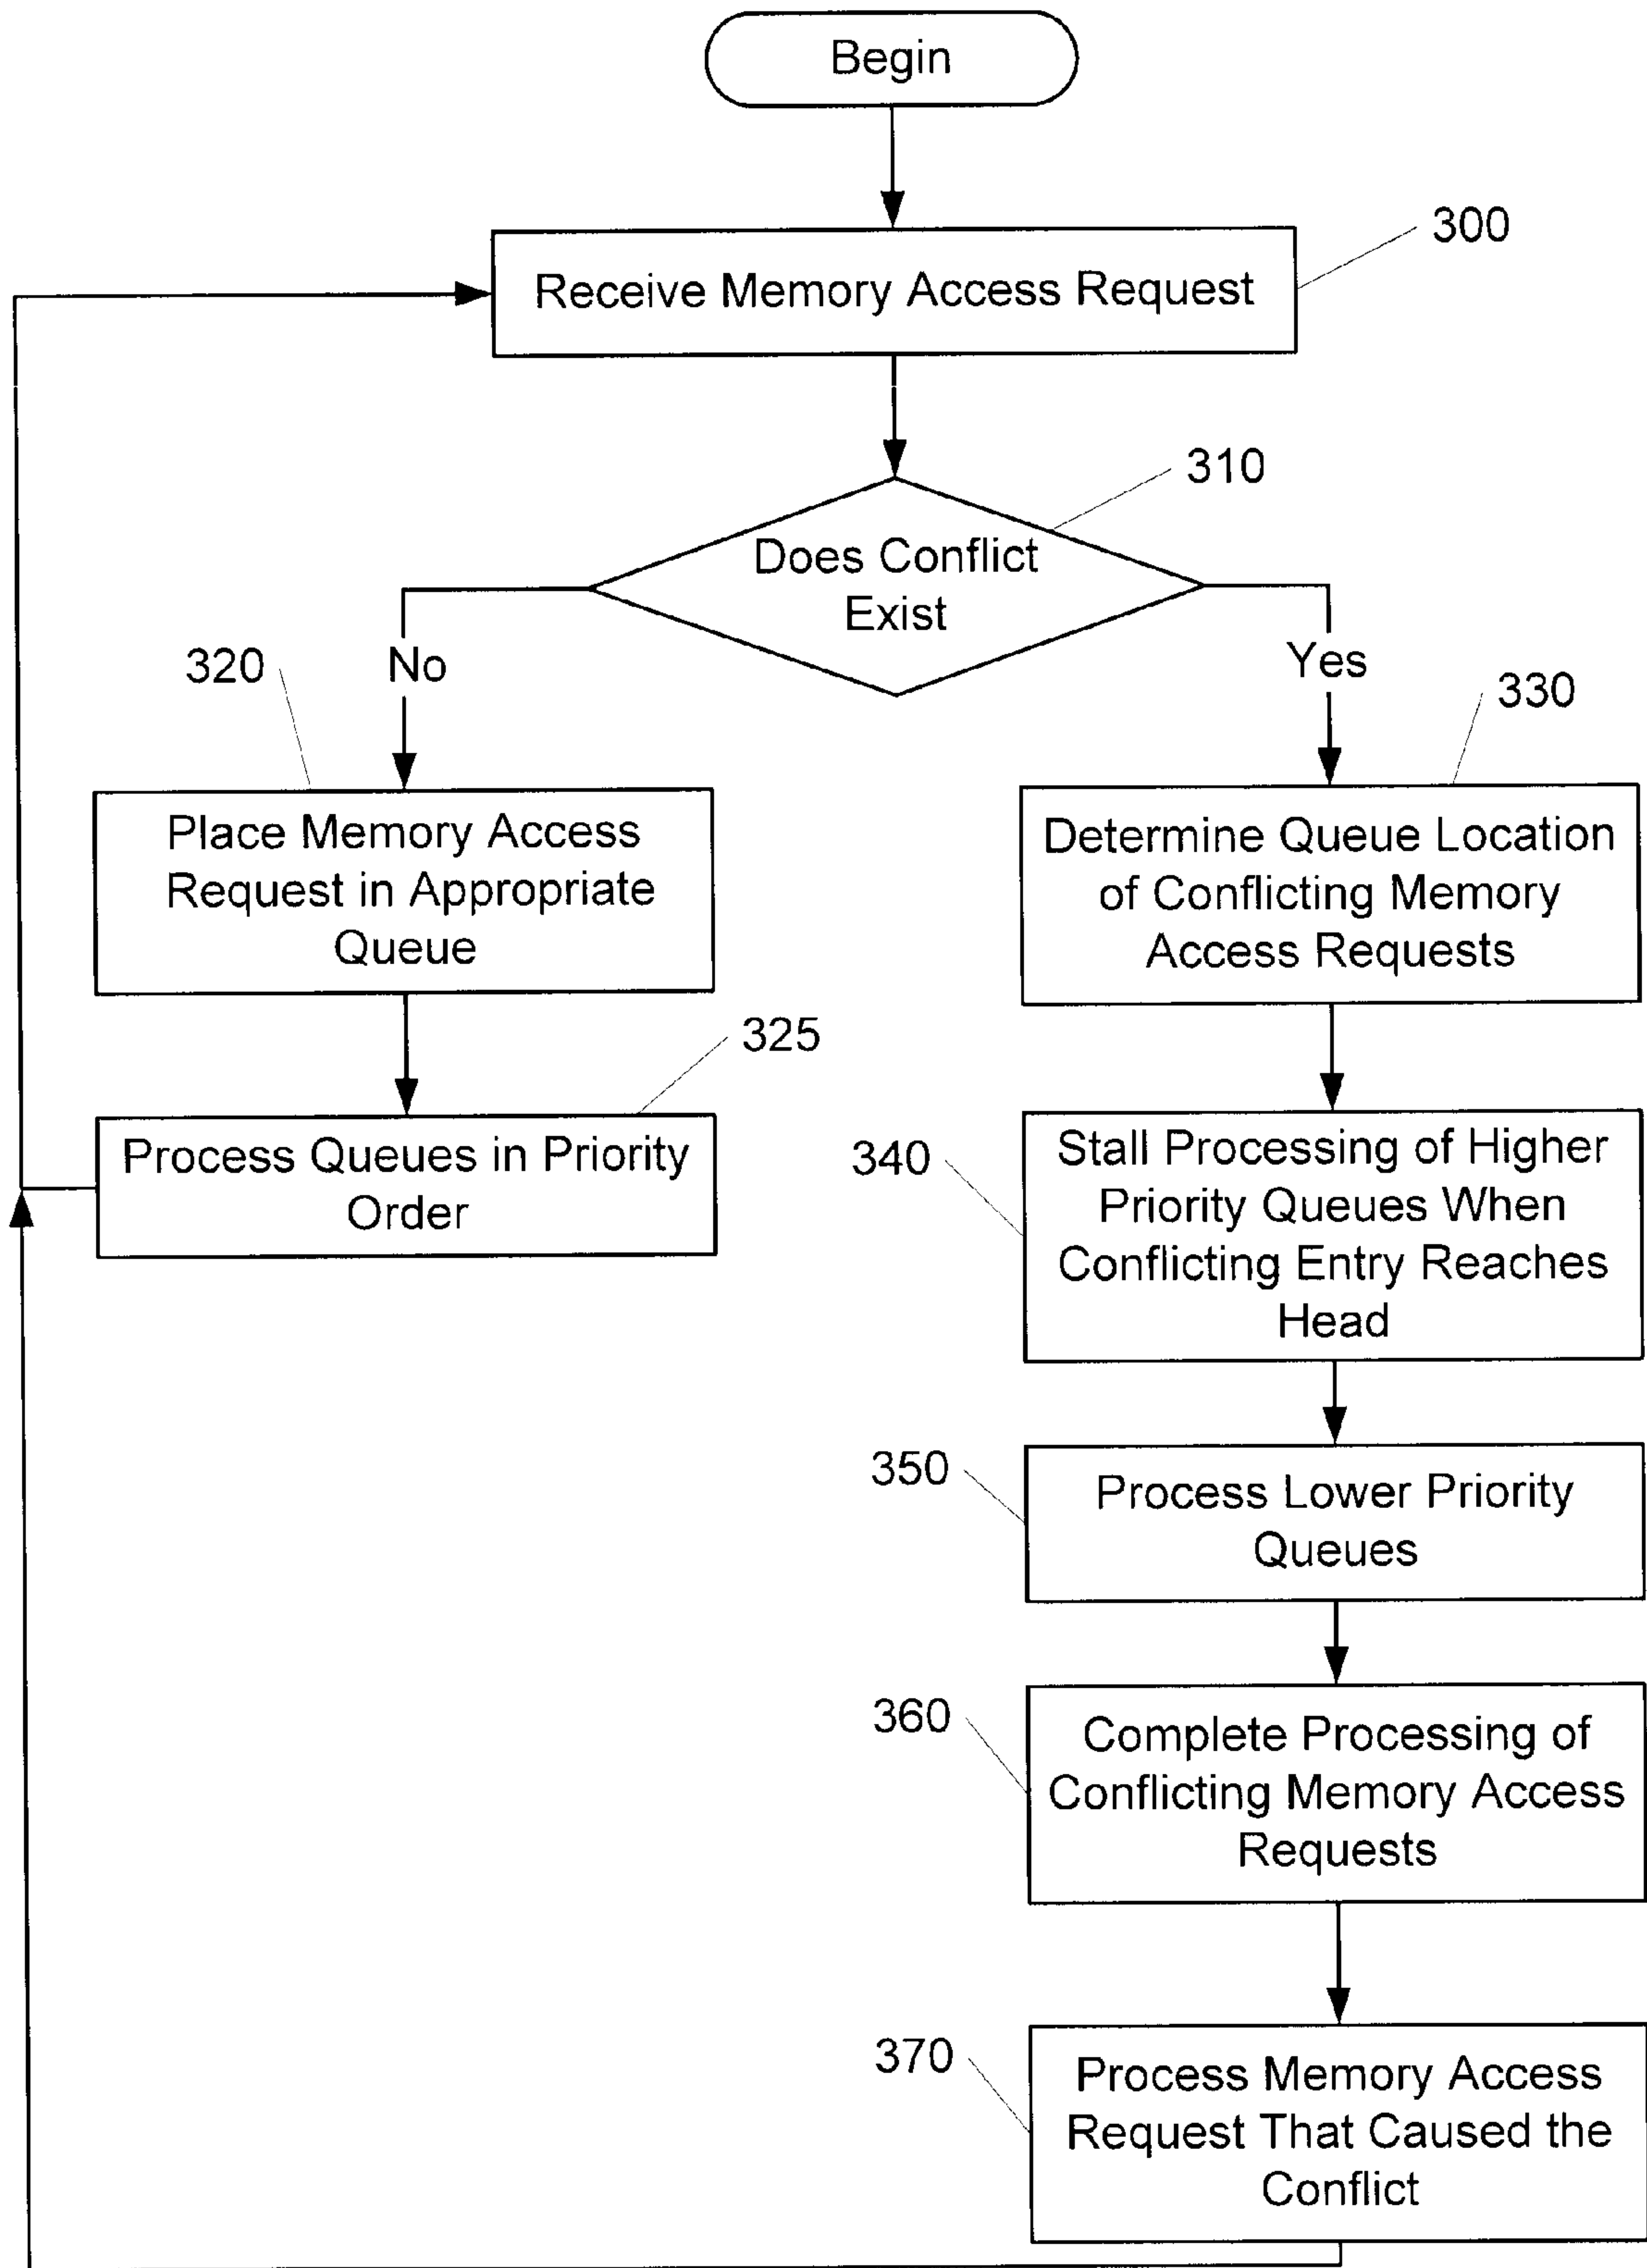 Begin
300
Receive Memory Access Request
310
Does Conflict
Exist
No
Yes
320
330
Place Memory Access
Request in Appropriate
Queue
Determine Queue Location
of Conflicting Memory
Access Requests
325
Process Queues in Priority
Order
340
Stall Processing of Higher
Priority Queues When
Conflicting Entry Reaches
Head
350
Process Lower Priority
Queues
360
Complete Processing of
Conflicting Memory Access
Requests
370
Process Memory Access
Request That Caused the
Conflict